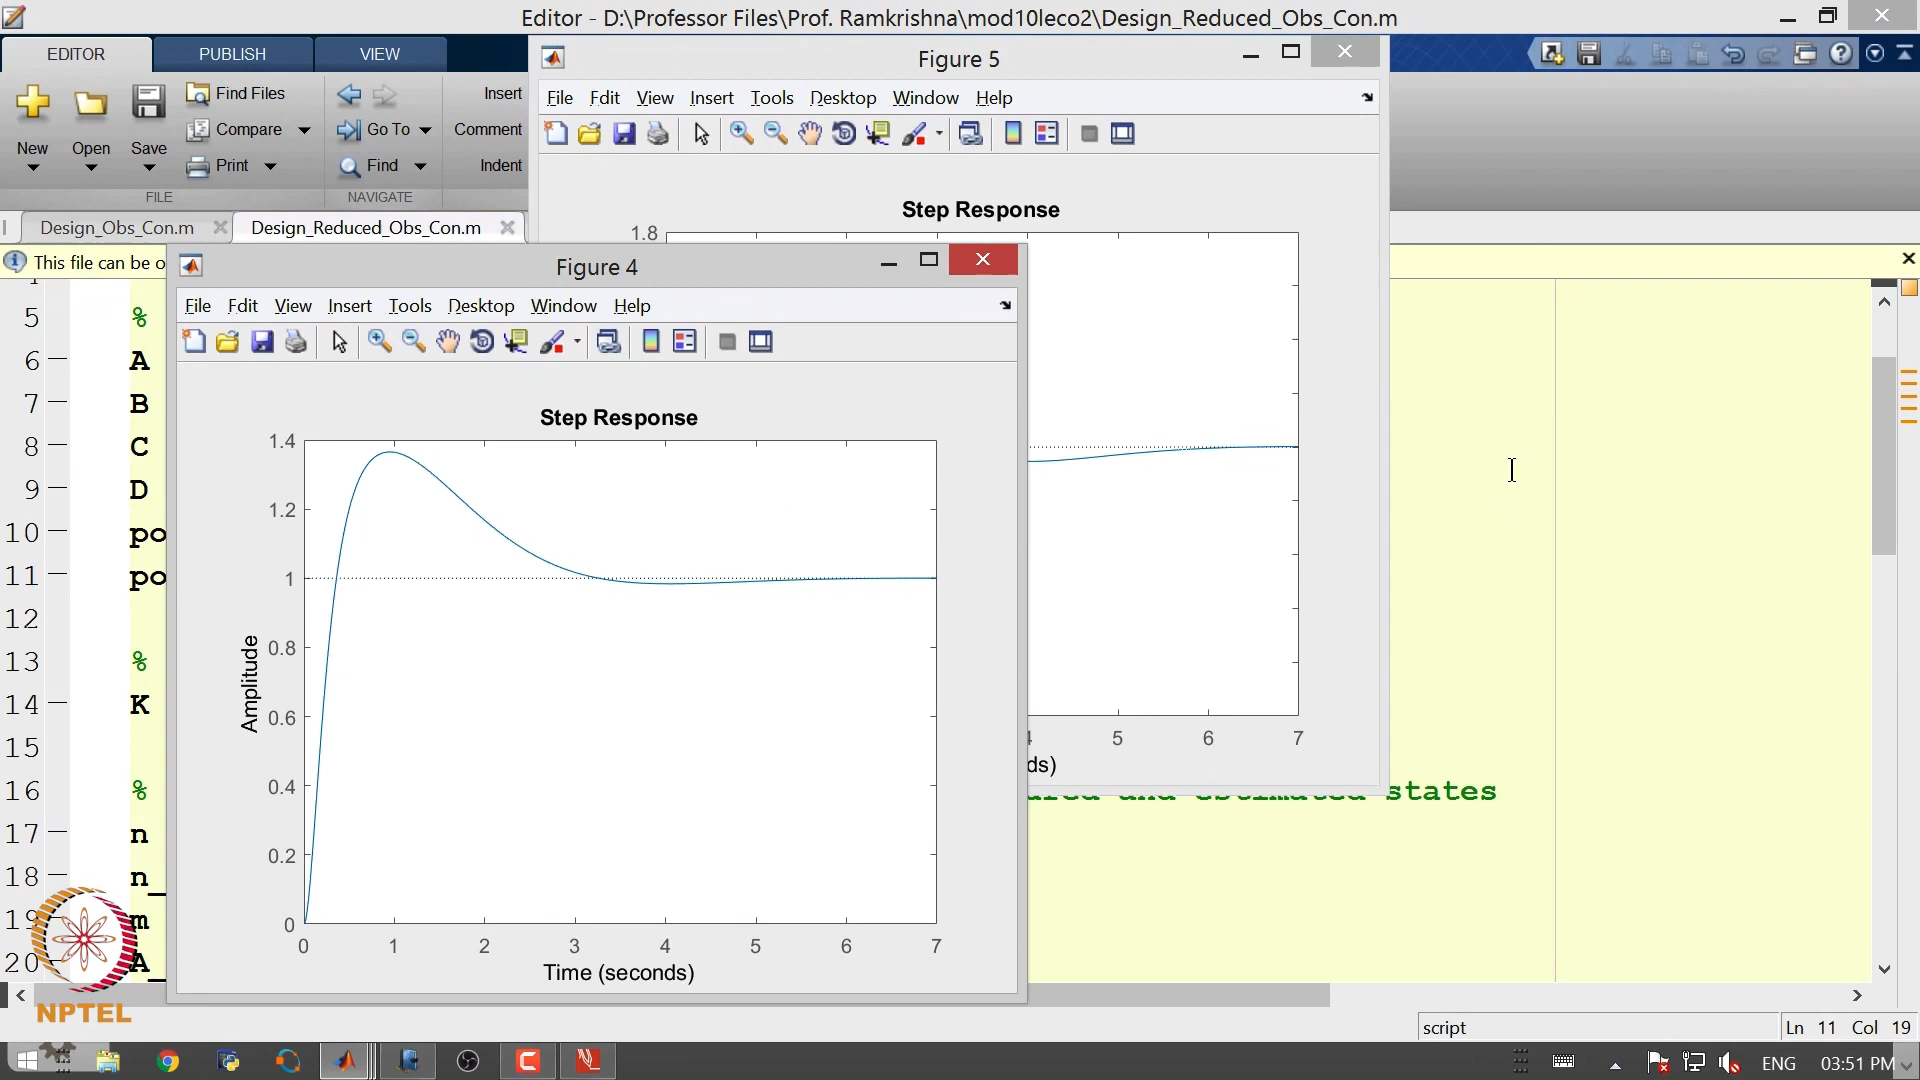 Editor - D:\Professor Files\Prof. Ramkrishna\mod10leco2\Design_Reduced_Obs_Con.m
EDITOR PUBLISH VIEW
Figure 5
File Edit View Insert Tools Desktop Window Help
Find Files
Compare
Print
Go To
Find
Insert
Comment
Indent
New Open Save
FILE NAVIGATE
Design_Obs_Con.m Design_Reduced_Obs_Con.m
Step Response
1.8
This file can be o
Figure 4
File Edit View Insert Tools Desktop Window Help
5 %
6 A
7 B
8 C
9 D
10 po
11 po
12
13 %
14 K
15
16 %
17 n
18 n_
19 m
20 A_
Step Response
1.4
1.2
1
0.8
0.6
0.4
0.2
0
Amplitude
0 1 2 3 4 5 6 7
Time (seconds)
5 6 7
ds)
and estimated states
NPTEL
script Ln 11 Col 19
ENG 03:51 PM